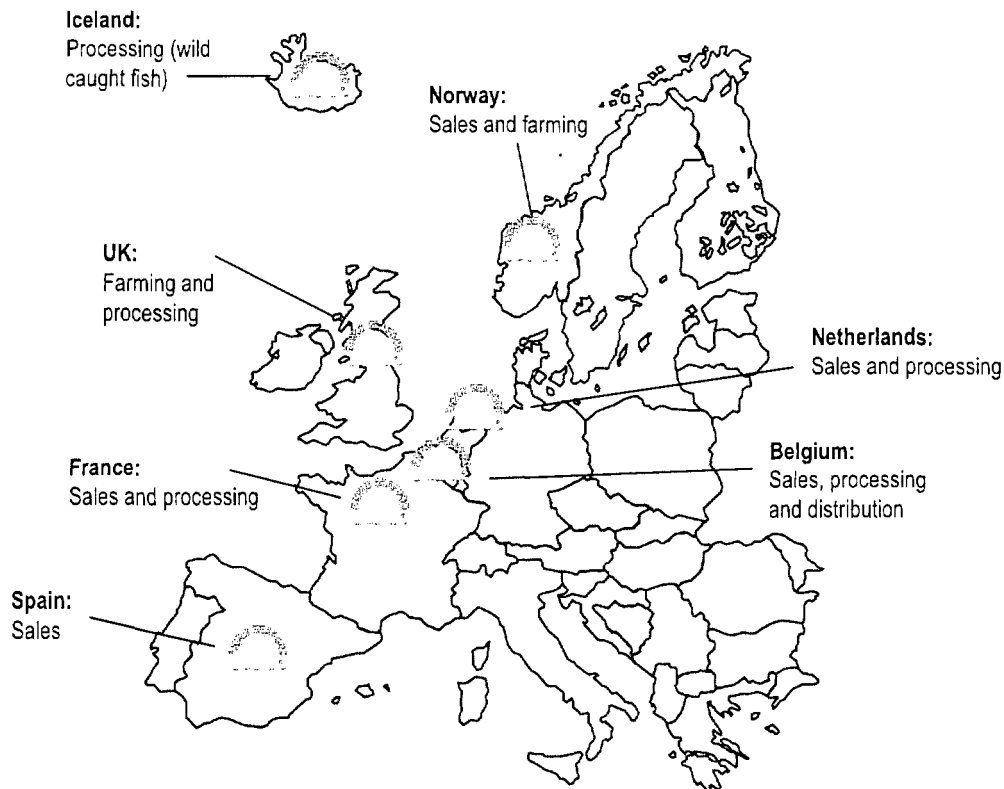 Iceland:
Processing (wild
caught fish)
Norway:
Sales and farming
UK:
Farming and
processing
Netherlands:
Sales and processing
France:
Sales and processing
Belgium:
Sales, processing
and distribution
Spain:
Sales